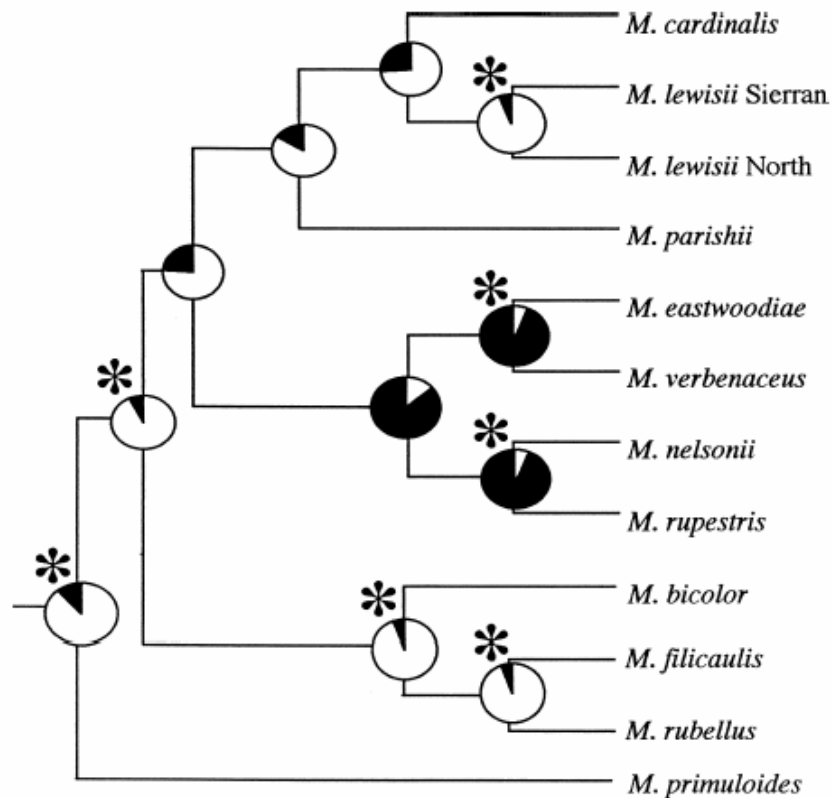 M. cardinalis
M. lewisii Sierran
M. lewisii North
M. parishii
M. eastwoodiae
M. verbenaceus
M. nelsonii
M. rupestris
M. bicolor
M. filicaulis
M. rubellus
M. primuloides